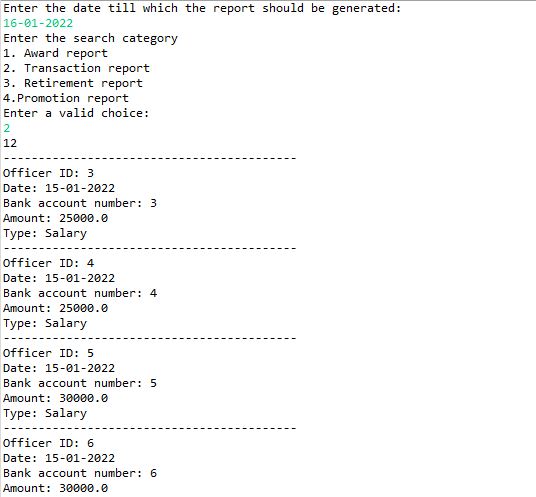 Enter the date till which the report should be generated:
16-01-2022
Enter the search category
1. Award report
2. Transaction report
3. Retirement report
4.Promotion report
Enter a valid choice:
2
12
------------------------------------------
Officer ID: 3
Date: 15-01-2022
Bank account number: 3
Amount: 25000.0
Type: Salary
------------------------------------------
Officer ID: 4
Date: 15-01-2022
Bank account number: 4
Amount: 25000.0
Type: Salary
------------------------------------------
Officer ID: 5
Date: 15-01-2022
Bank account number: 5
Amount: 30000.0
Type: Salary
------------------------------------------
Officer ID: 6
Date: 15-01-2022
Bank account number: 6
Amount: 30000.0